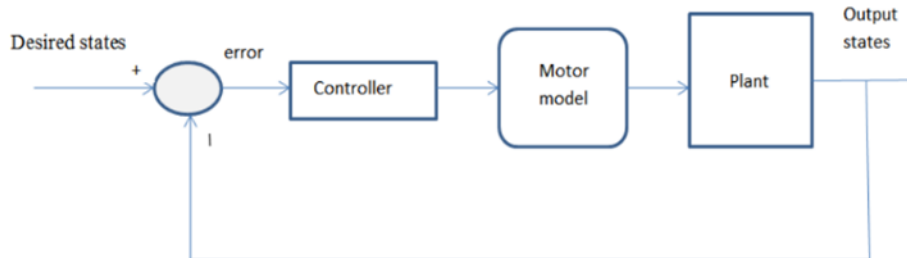 Desired states
+
error
Controller
Motor
model
Plant
Output
states
|